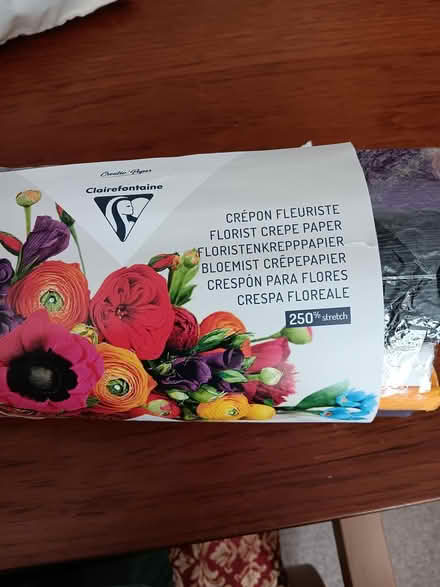 Creative Paper
Clairefontaine
CRÉPON FLEURISTE
FLORIST CREPE PAPER
FLORISTENKREPPPAPIER
BLOEMIST CRÊPEPAPIER
CRESPÓN PARA FLORES
CRESPA FLOREALE
250% stretch